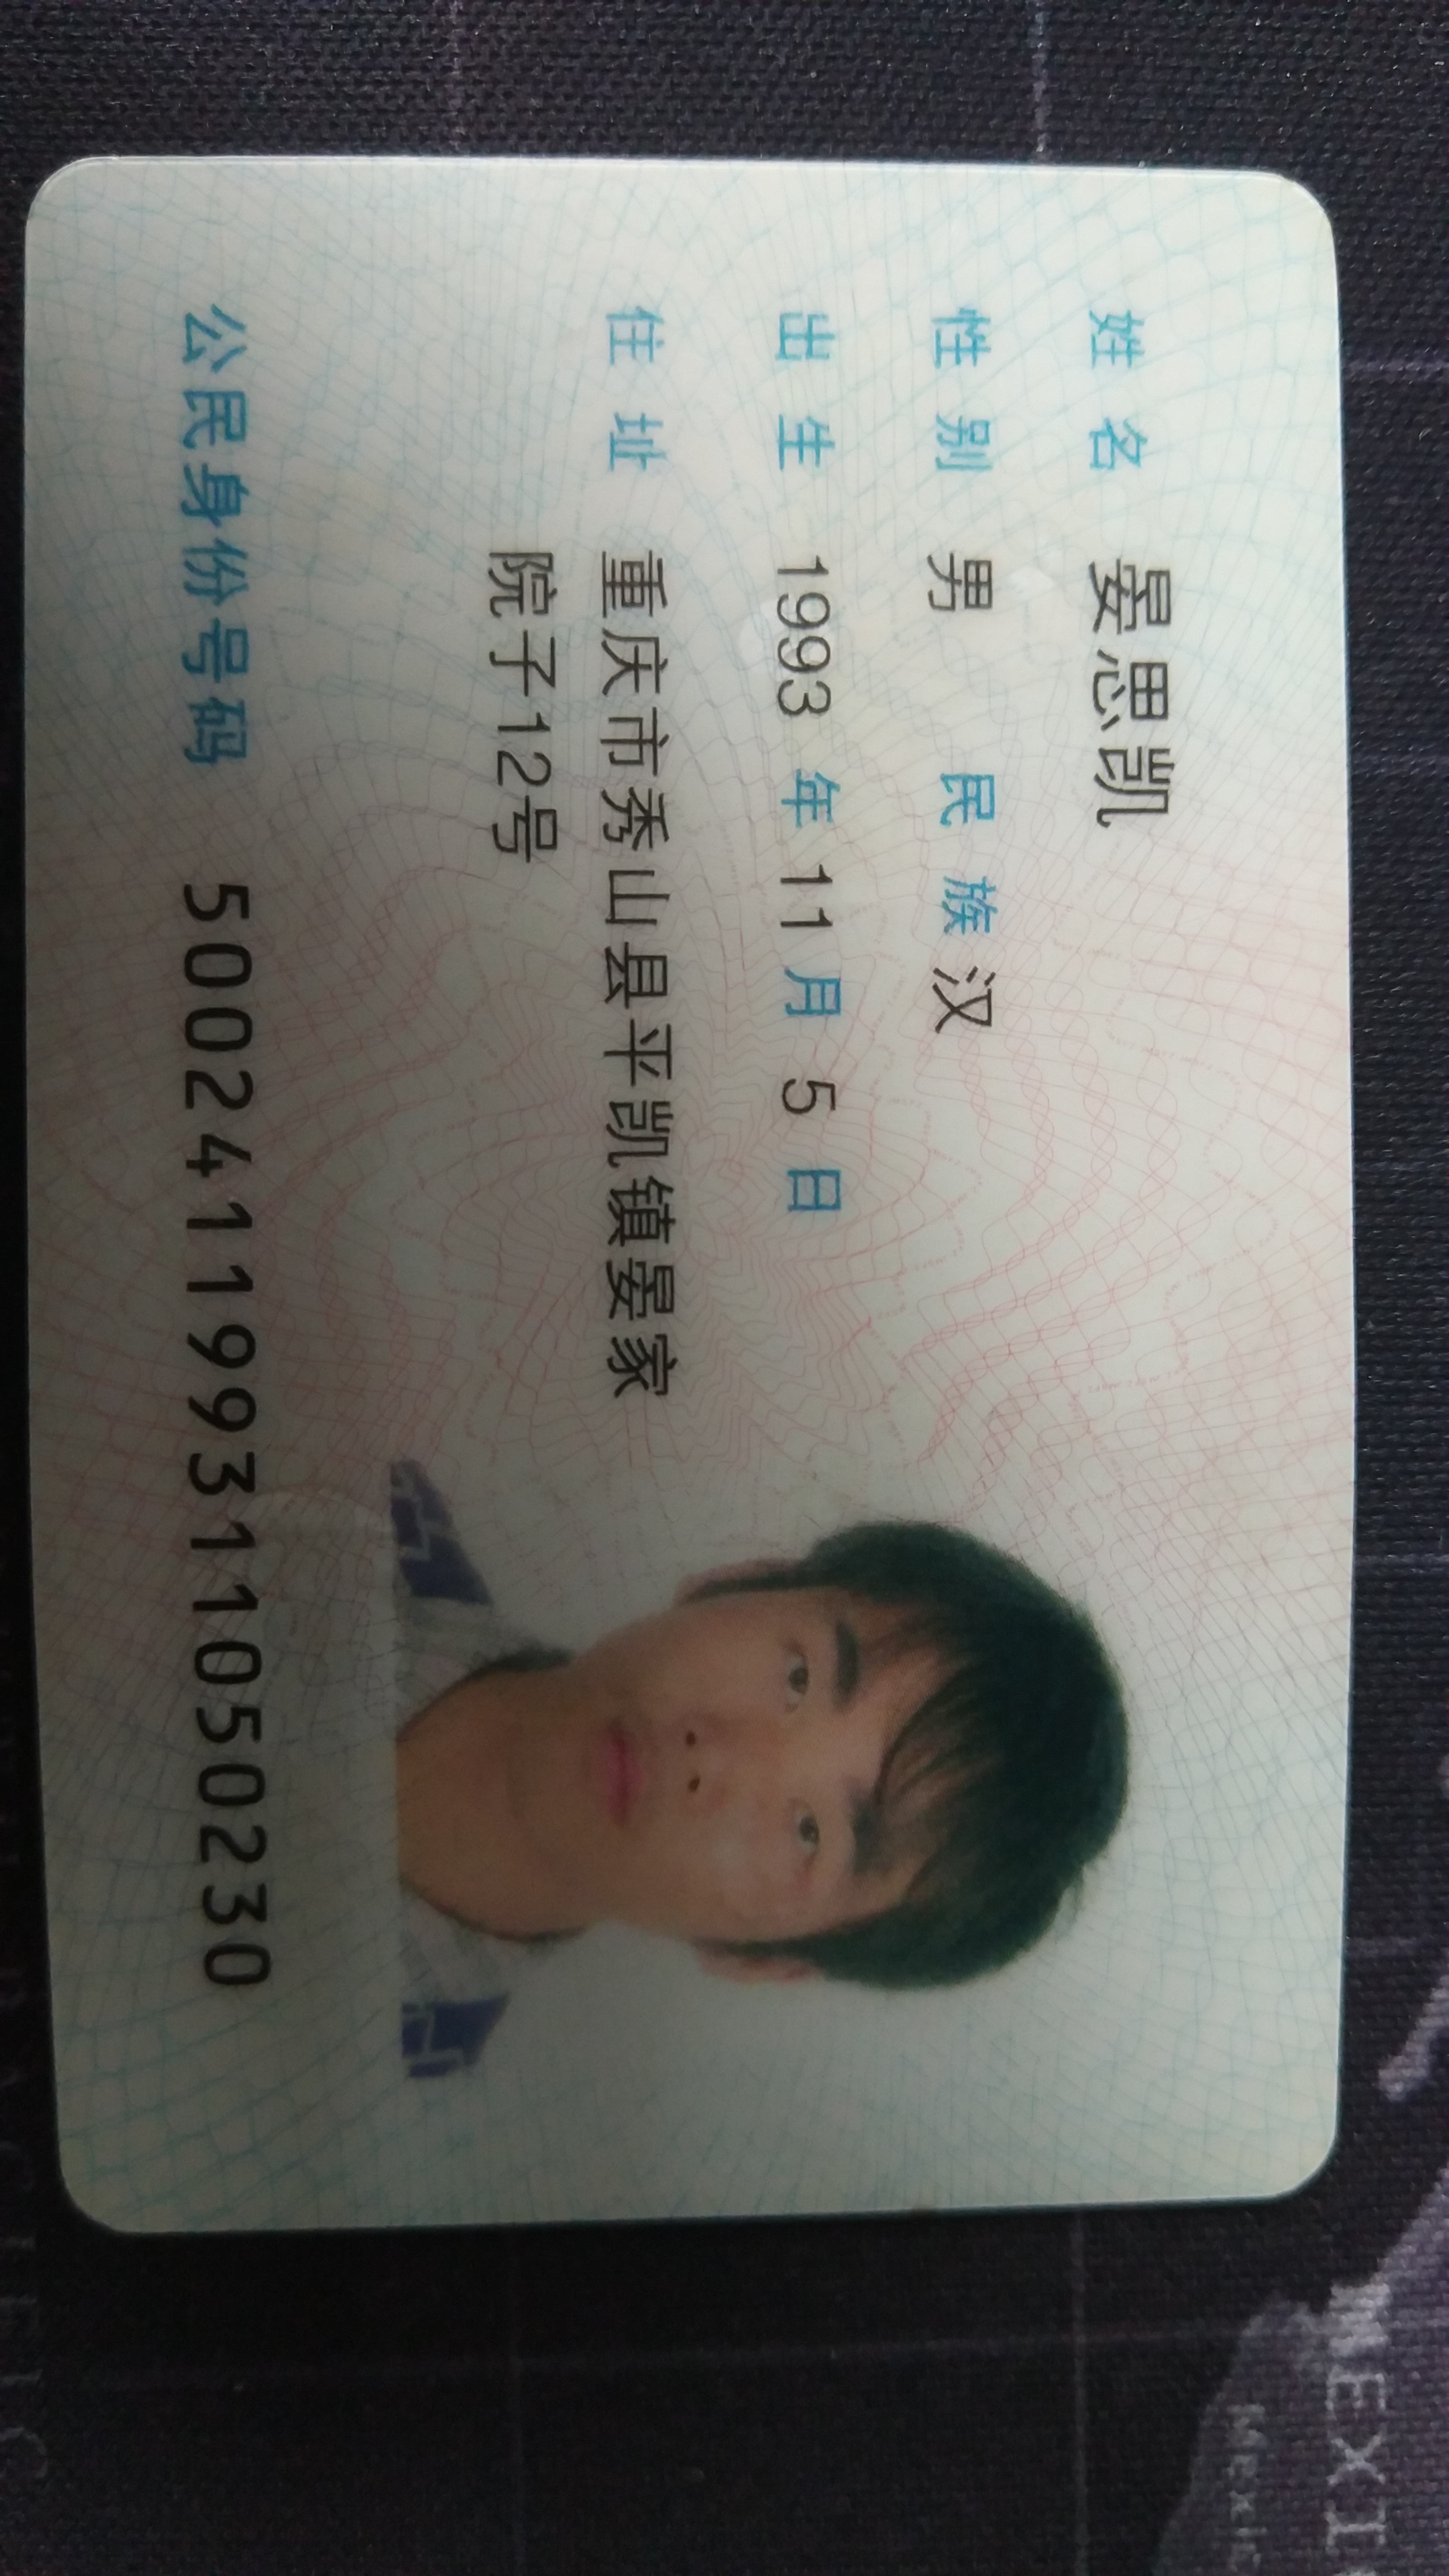 姓名 晏思凯
性别 男 民族 汉
出生 1993 年 11 月 5 日
住址 重庆市秀山县平凯镇晏家
院子12号
公民身份号码 500241199311050230
EXI
Mexic